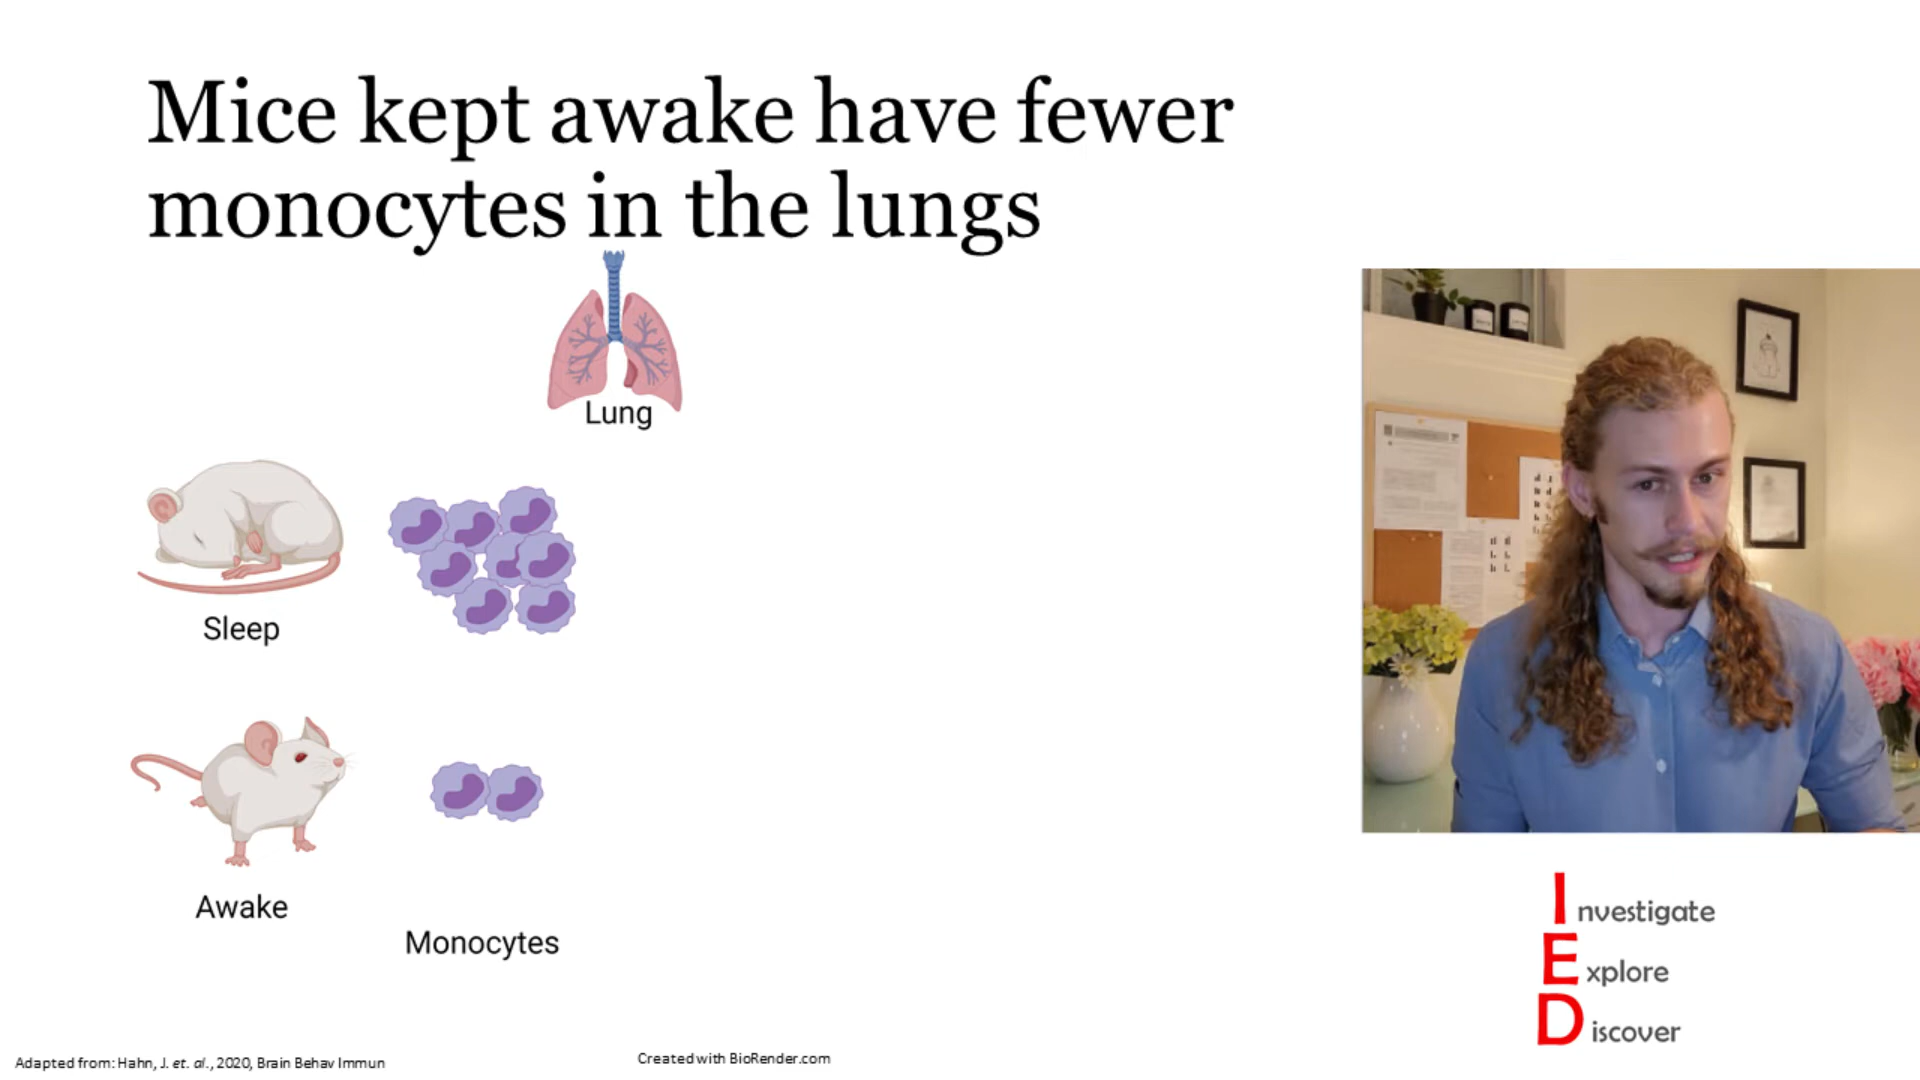 Mice kept awake have fewer
monocytes in the lungs
Lung
Sleep
Awake
Monocytes
Investigate
Explore
Discover
Adapted from: Hahn, J. et. al., 2020, Brain Behav Immun
Created with BioRender.com